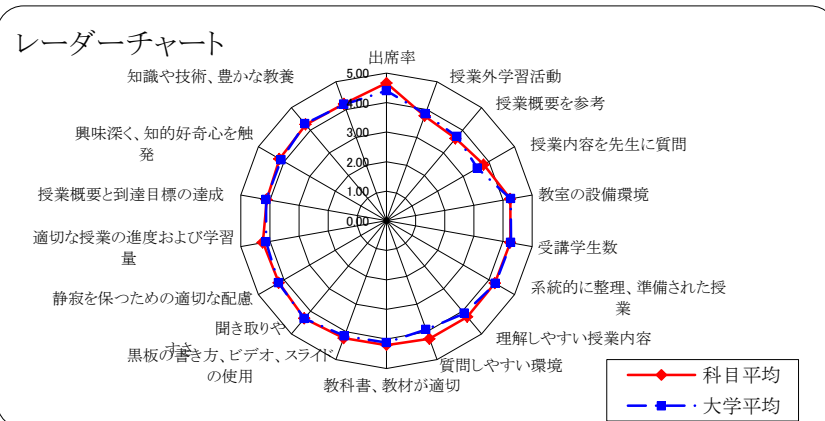 レーダーチャート
出席率
授業外学習活動
授業概要を参考
授業内容を先生に質問
教室の設備環境
受講学生数
系統的に整理、準備された授
業
理解しやすい授業内容
質問しやすい環境
教科書、教材が適切
黒板の書き方、ビデオ、スライド
の使用
聞き取りや
すさ
静寂を保つための適切な配慮
適切な授業の進度および学習
量
授業概要と到達目標の達成
興味深く、知的好奇心を触
発
知識や技術、豊かな教養
5.00
4.00
3.00
2.00
1.00
0.00
科目平均
大学平均